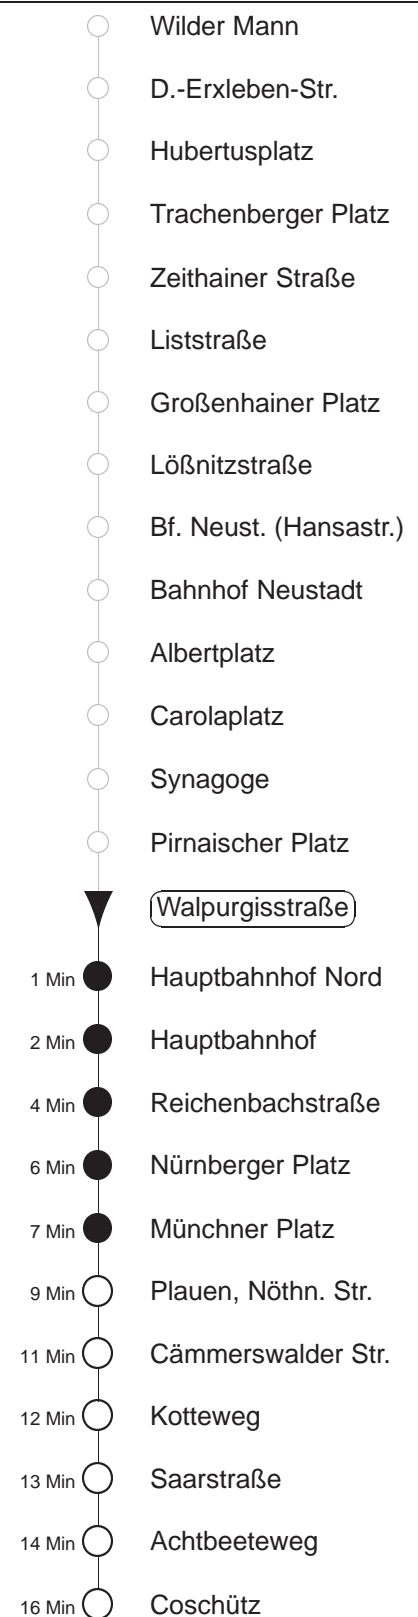 Wilder Mann
D.-Erxleben-Str.
Hubertusplatz
Trachenberger Platz
Zeithainer Straße
Liststraße
Großenhainer Platz
Lößnitzstraße
Bf. Neust. (Hansastr.)
Bahnhof Neustadt
Albertplatz
Carolaplatz
Synagoge
Pirnaischer Platz
Walpurgisstraße
1 Min Hauptbahnhof Nord
2 Min Hauptbahnhof
4 Min Reichenbachstraße
6 Min Nürnberger Platz
7 Min Münchner Platz
9 Min Plauen, Nöthn. Str.
11 Min Cämmerswalder Str.
12 Min Kotteweg
13 Min Saarstraße
14 Min Achtbeeteweg
16 Min Coschütz